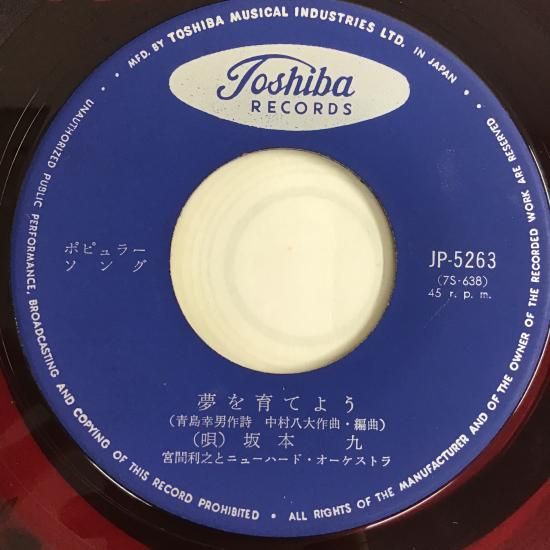 MFD. BY TOSHIBA MUSICAL INDUSTRIES LTD. IN JAPAN
Toshiba
RECORDS
ポピュラー
ソング
JP-5263
(7S-638)
45 r. p. m.
夢を育てよう
(青島幸男作詩 中村八大作曲・編曲)
(唄) 坂本 九
宮間利之とニューハード・オーケストラ
UNAUTHORIZED PUBLIC PERFORMANCE, BROADCASTING AND COPYING OF THIS RECORD PROHIBITED • ALL RIGHTS OF THE MANUFACTURER AND OF THE OWNER OF THE RECORDED WORK ARE RESERVED